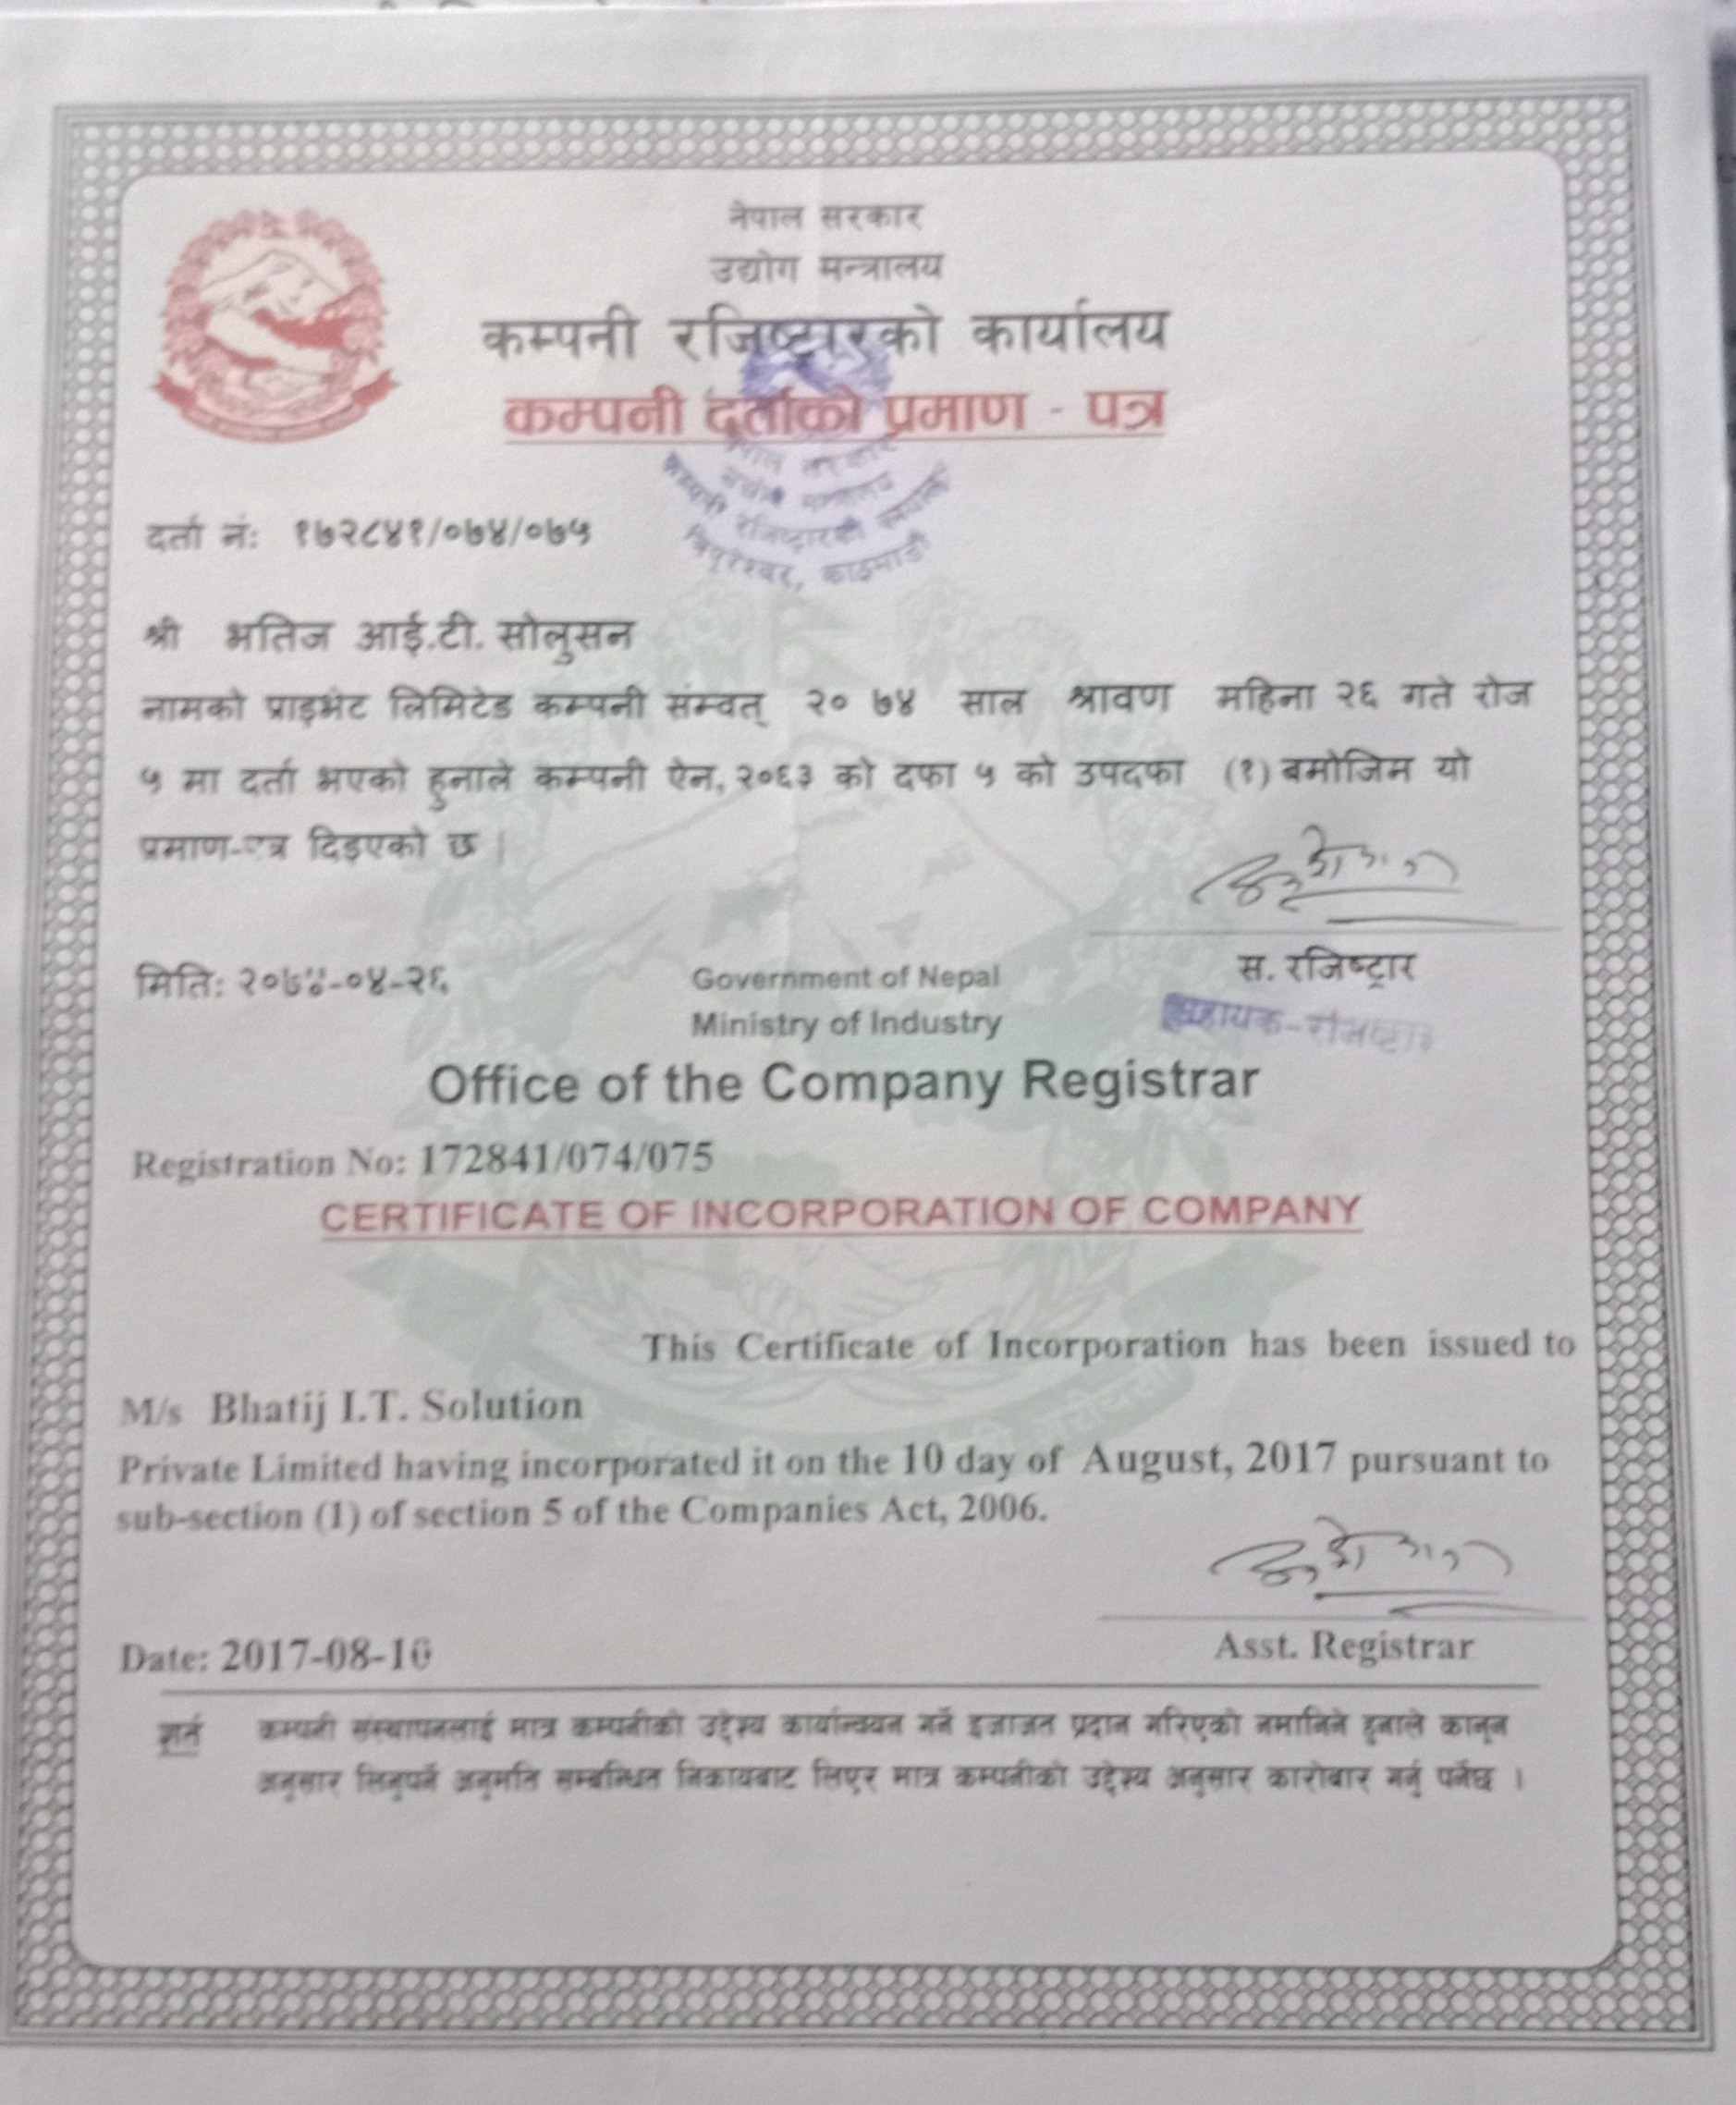 नेपाल सरकार
उद्योग मन्त्रालय
कम्पनी रजिष्ट्रारको कार्यालय
कम्पनी दर्ताको प्रमाण - पत्र
नेपाल सरकार
उद्योग मन्त्रालय
कम्पनी रजिष्ट्रारको कार्यालय
त्रिपुरेश्वर, काठमाडौं
दर्ता नं: १७२८४१/०७४/०७५
श्री भतिज आई.टी. सोलुसन
नामको प्राइभेट लिमिटेड कम्पनी संम्वत् २० ७४ साल श्रावण महिना २६ गते रोज
५ मा दर्ता भएको हुनाले कम्पनी ऐन, २०६३ को दफा ५ को उपदफा (१) बमोजिम यो
प्रमाण-पत्र दिइएको छ |
स. रजिष्ट्रार
मिति: २०७४-०४-२६
सहायक-रजिष्ट्रार
Government of Nepal
Ministry of Industry
Office of the Company Registrar
Registration No: 172841/074/075
CERTIFICATE OF INCORPORATION OF COMPANY
This Certificate of Incorporation has been issued to
M/s Bhatij I.T. Solution
Private Limited having incorporated it on the 10 day of August, 2017 pursuant to
sub-section (1) of section 5 of the Companies Act, 2006.
Asst. Registrar
Date: 2017-08-10
शर्त कम्पनी संस्थापनलाई मात्र कम्पनीको उद्देश्य कार्यान्वयन गर्ने इजाजत प्रदान गरिएको नमानिने हुनाले कानून
अनुसार लिनुपर्ने अनुमति सम्बन्धित निकायबाट लिएर मात्र कम्पनीको उद्देश्य अनुसार कारोबार गर्नु पर्नेछ ।